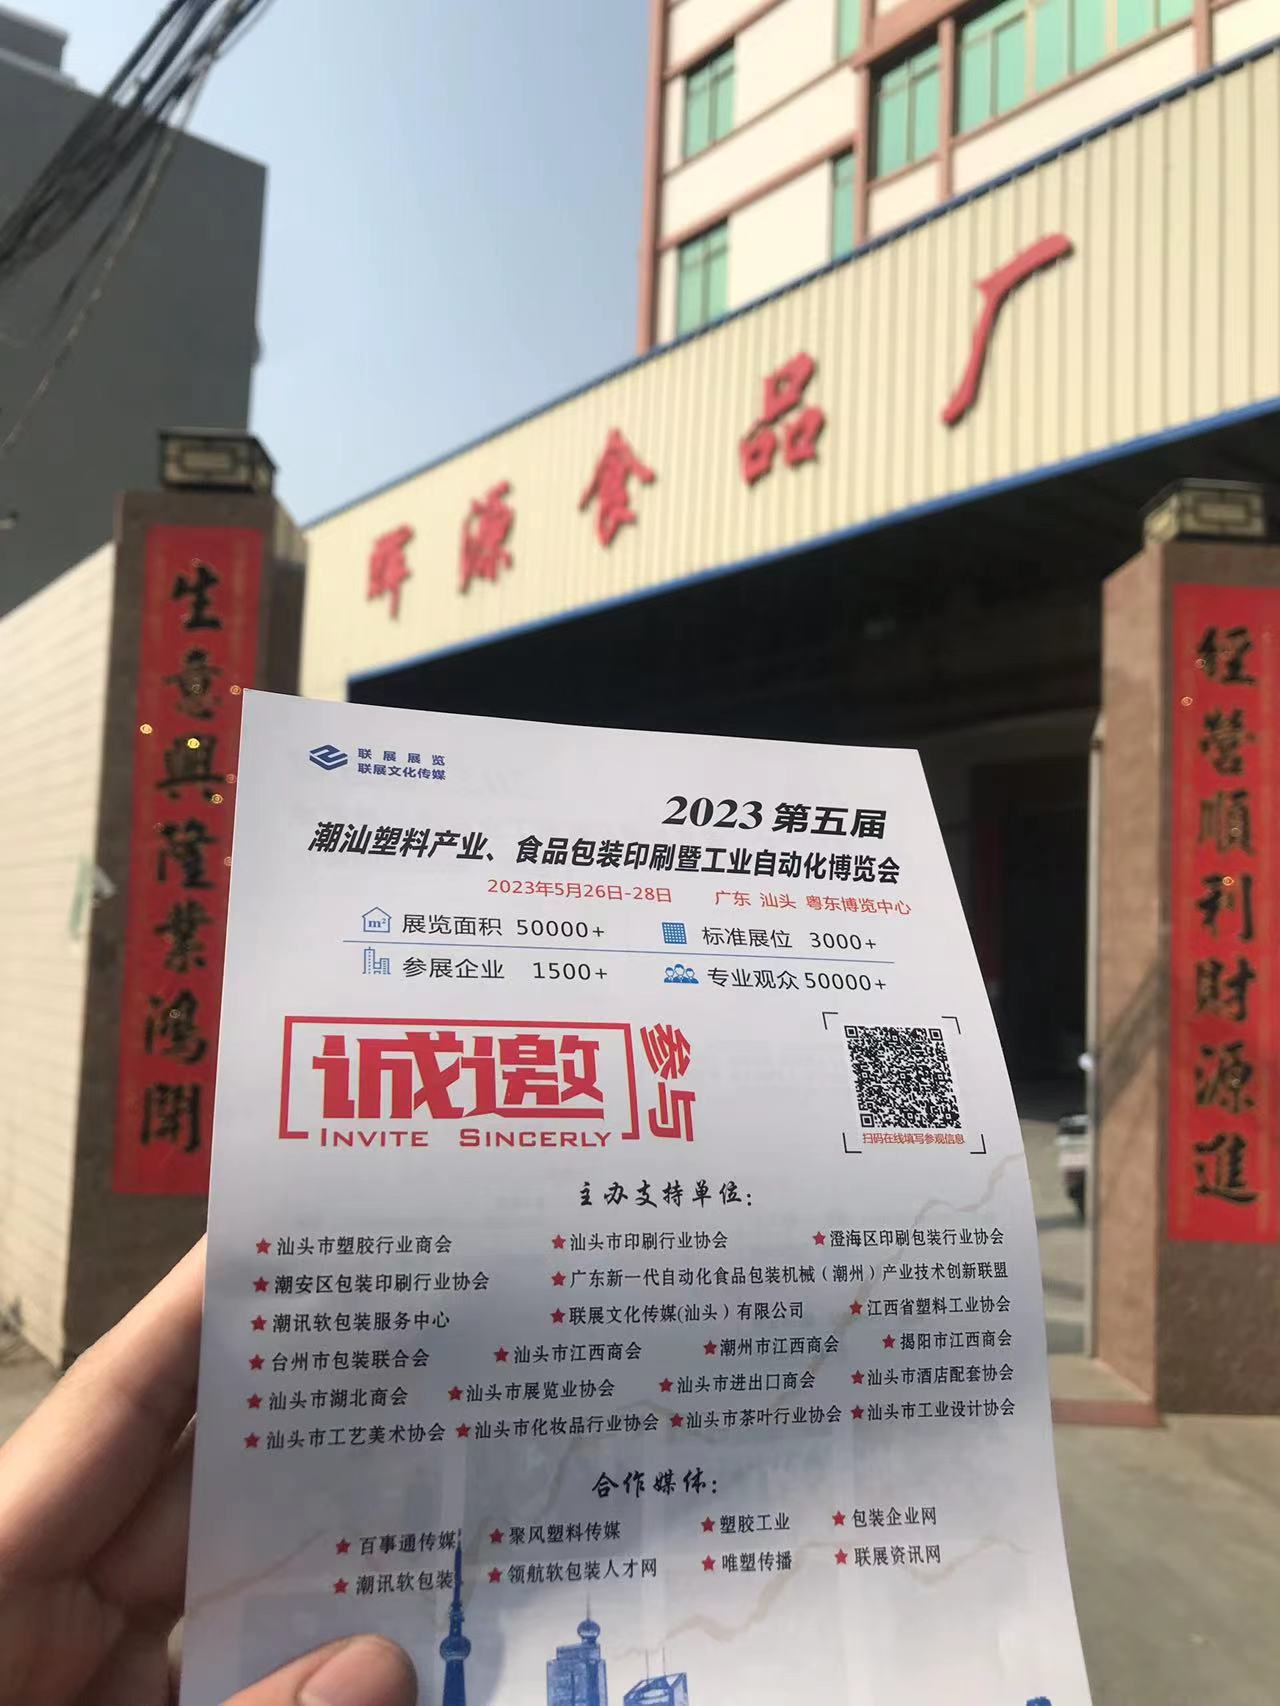 晖源食品厂
生意興隆業鴻開
經營順利財源進
联展展览
联展文化传媒
2023 第五届
潮汕塑料产业、食品包装印刷暨工业自动化博览会
2023年5月26日-28日 广东 汕头 粤东博览中心
m² 展览面积 50000+ 标准展位 3000+
参展企业 1500+ 专业观众 50000+
诚邀 参与
INVITE SINCERLY
扫码在线填写参观信息
主办支持单位：
★汕头市塑胶行业商会 ★汕头市印刷行业协会 ★澄海区印刷包装行业协会
★潮安区包装印刷行业协会 ★广东新一代自动化食品包装机械（潮州）产业技术创新联盟
★潮讯软包装服务中心 ★联展文化传媒(汕头）有限公司 ★江西省塑料工业协会
★台州市包装联合会 ★汕头市江西商会 ★潮州市江西商会 ★揭阳市江西商会
★汕头市湖北商会 ★汕头市展览业协会 ★汕头市进出口商会 ★汕头市酒店配套协会
★汕头市工艺美术协会 ★汕头市化妆品行业协会 ★汕头市茶叶行业协会 ★汕头市工业设计协会
合作媒体：
★百事通传媒 ★聚风塑料传媒 ★塑胶工业 ★包装企业网
★潮讯软包装 ★领航软包装人才网 ★唯塑传播 ★联展资讯网